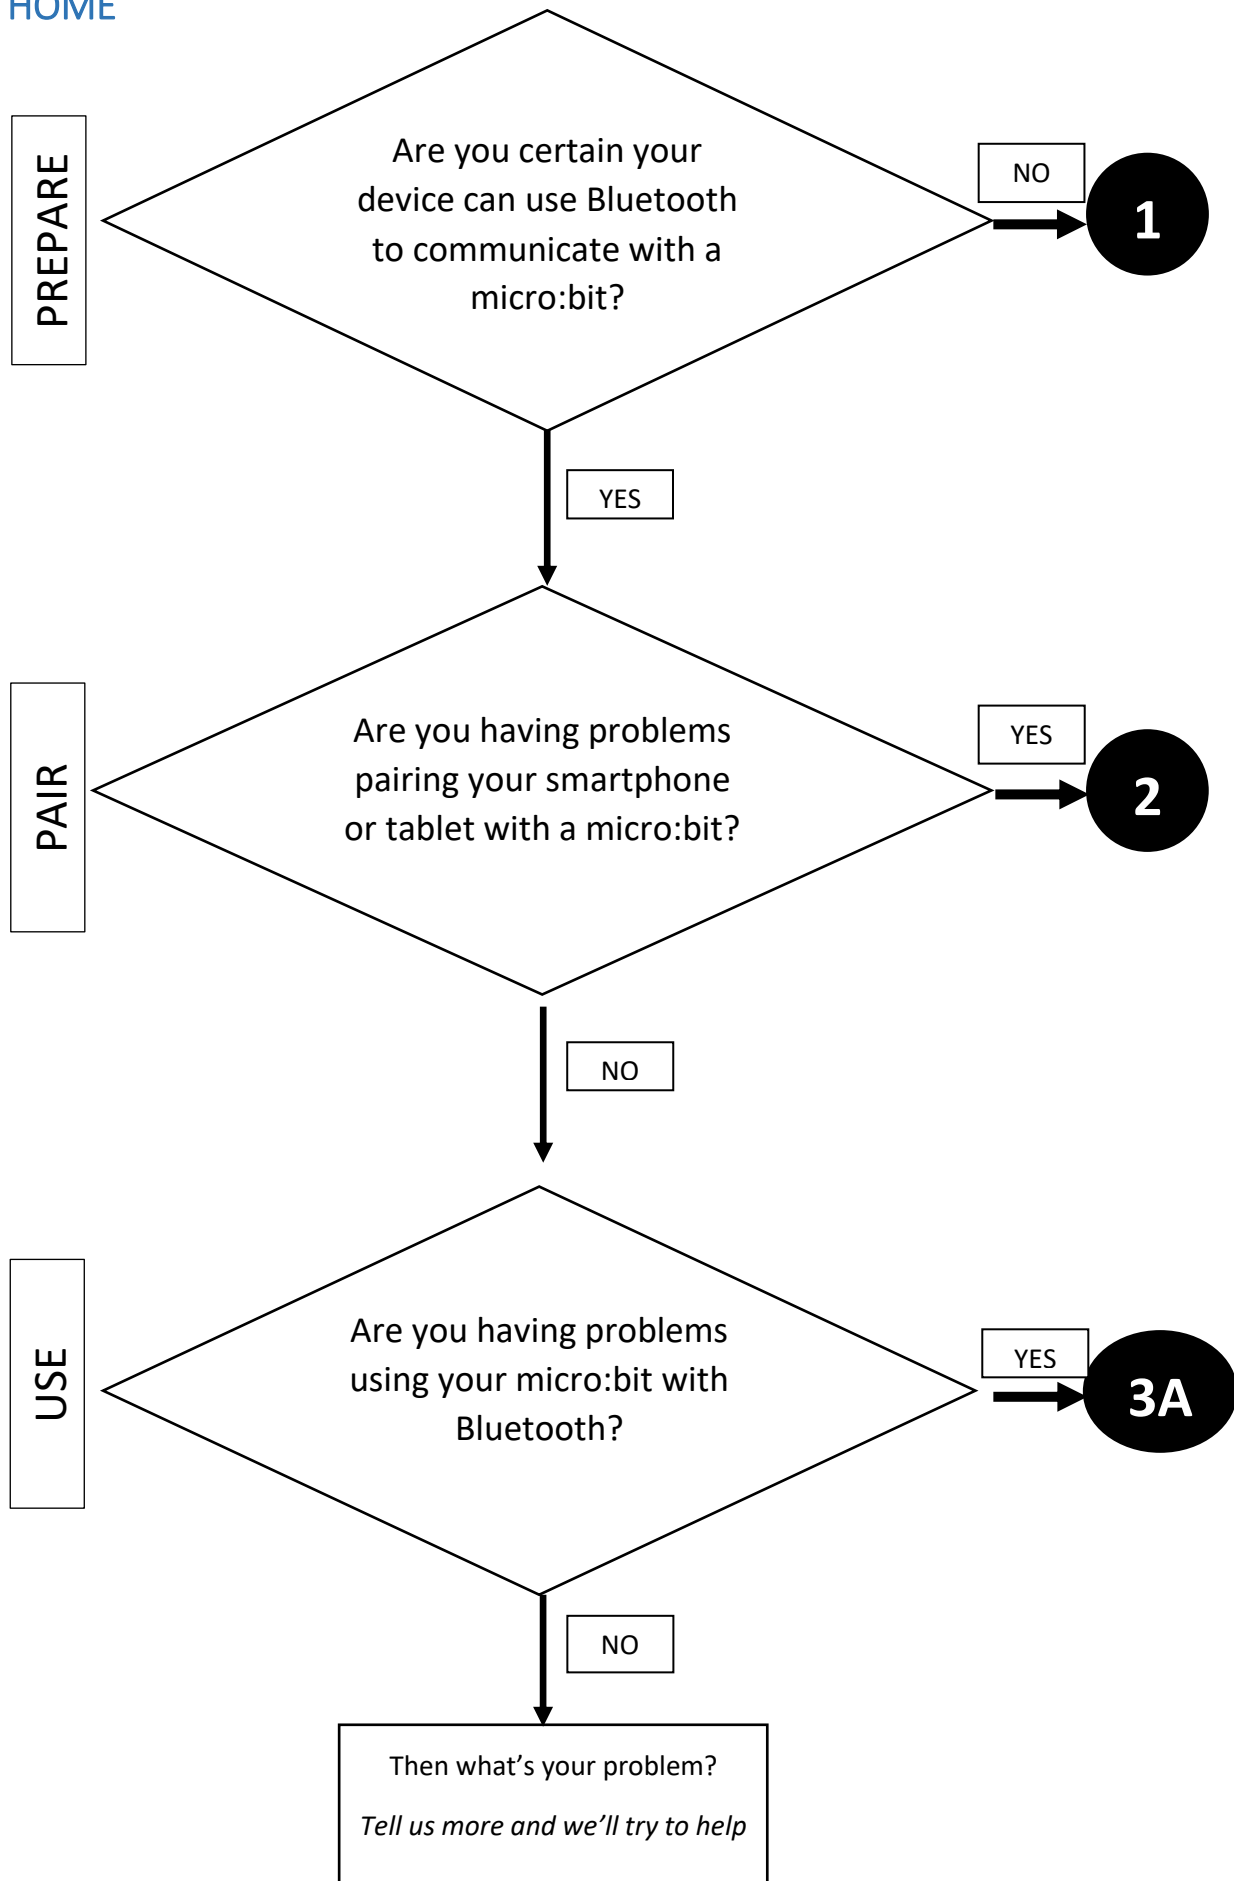 HOME
PREPARE
Are you certain your
device can use Bluetooth
to communicate with a
micro:bit?
NO
1
YES
PAIR
Are you having problems
pairing your smartphone
or tablet with a micro:bit?
YES
2
NO
USE
Are you having problems
using your micro:bit with
Bluetooth?
YES
3A
NO
Then what’s your problem?
Tell us more and we’ll try to help